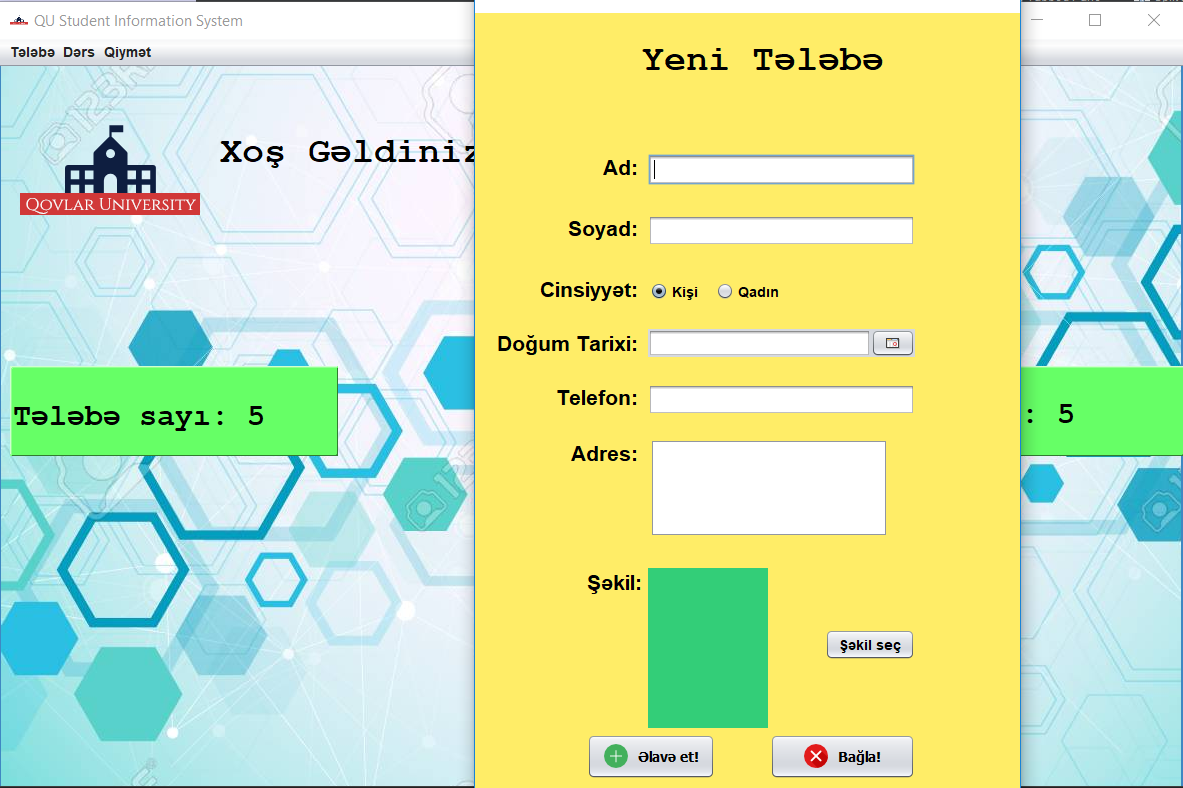 QU Student Information System
Tələbə Dərs Qiymət
QOVLAR UNIVERSITY
Xoş Gəldiniz
Tələbə sayı: 5
: 5
Yeni Tələbə
Ad:
Soyad:
Cinsiyyət: Kişi Qadın
Doğum Tarixi:
Telefon:
Adres:
Şəkil:
Şəkil seç
Əlavə et! Bağla!